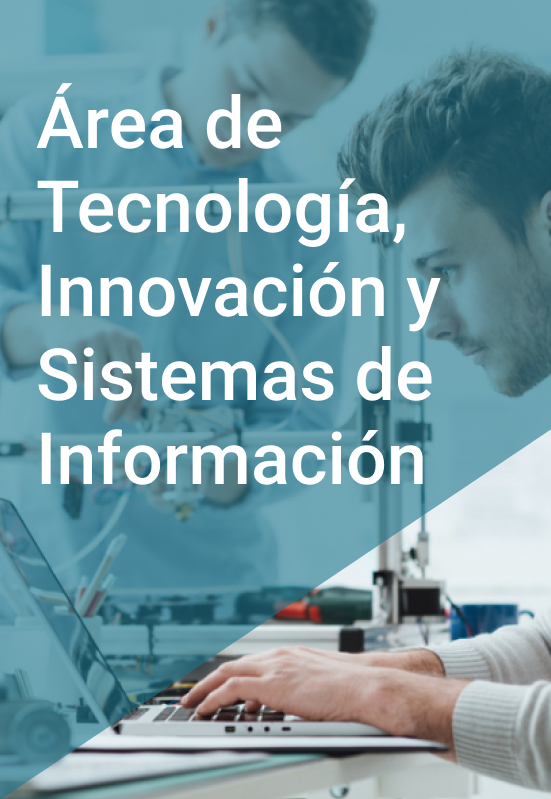 Área de
Tecnología,
Innovación y
Sistemas de
Información